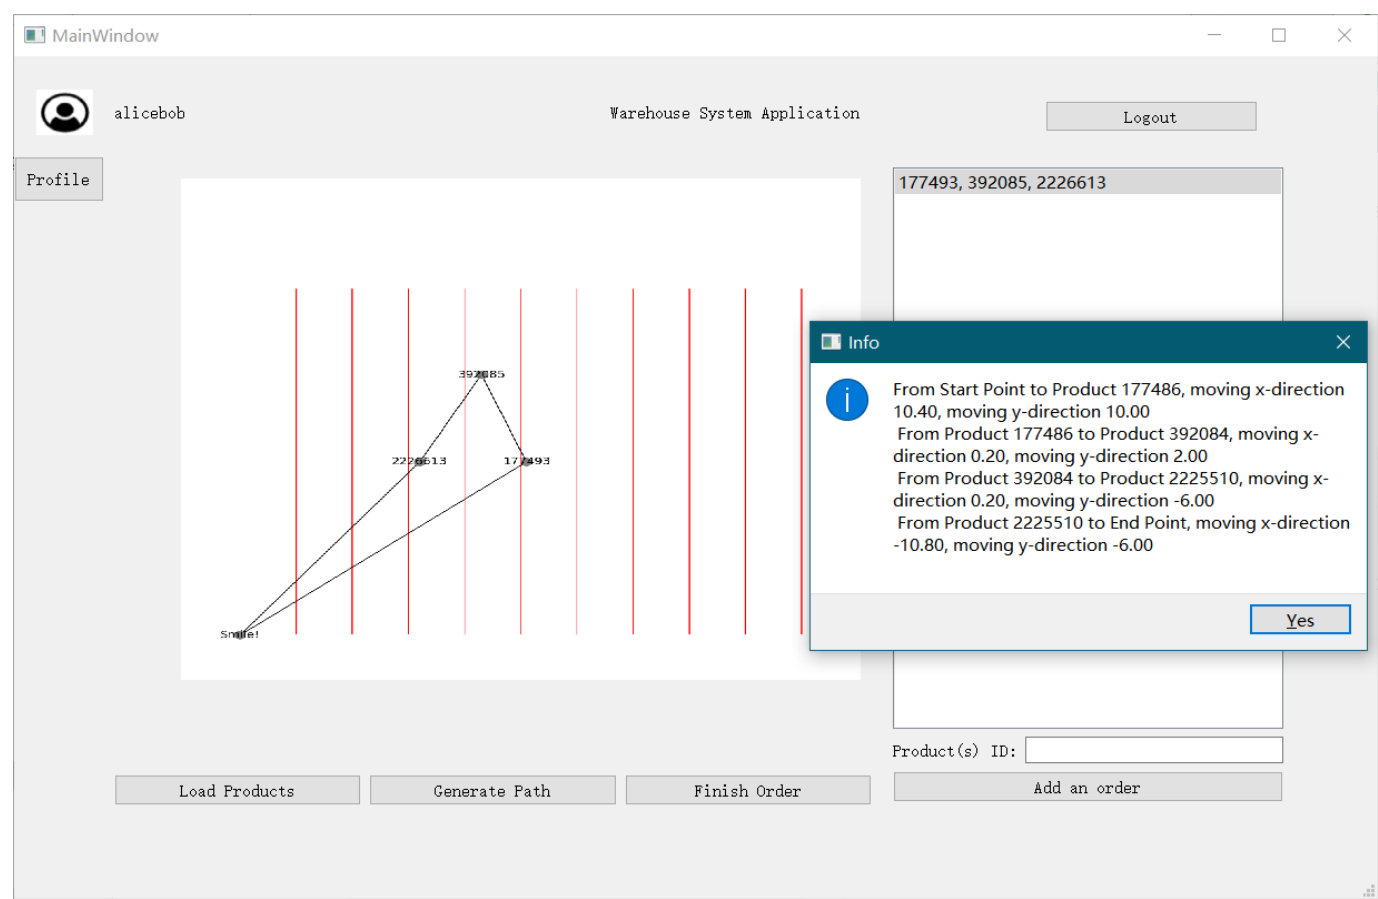 MainWindow
alicebob
Warehouse System Application
Logout
Profile
177493, 392085, 2226613
392085
2226613
177493
Smile!
Info
From Start Point to Product 177486, moving x-direction
10.40, moving y-direction 10.00
From Product 177486 to Product 392084, moving x-
direction 0.20, moving y-direction 2.00
From Product 392084 to Product 2225510, moving x-
direction 0.20, moving y-direction -6.00
From Product 2225510 to End Point, moving x-direction
-10.80, moving y-direction -6.00
Yes
Product(s) ID:
Load Products
Generate Path
Finish Order
Add an order